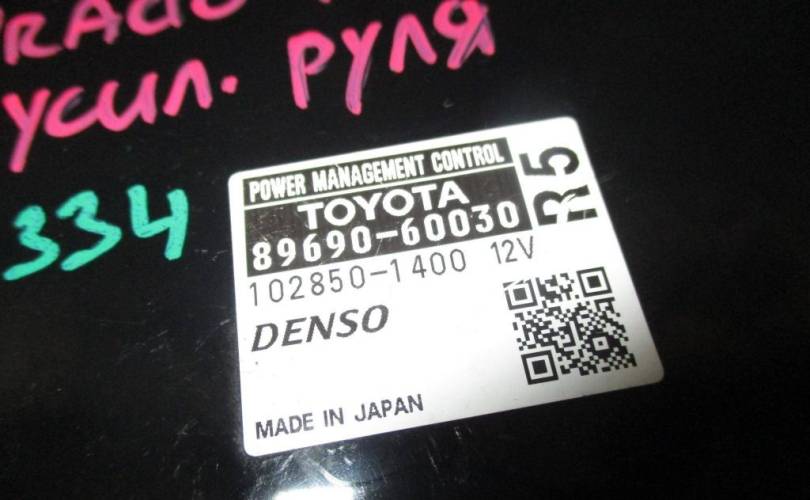 усил. РУЛЯ
334
POWER MANAGEMENT CONTROL
TOYOTA
89690-60030
R5
102850-1400 12V
DENSO
MADE IN JAPAN